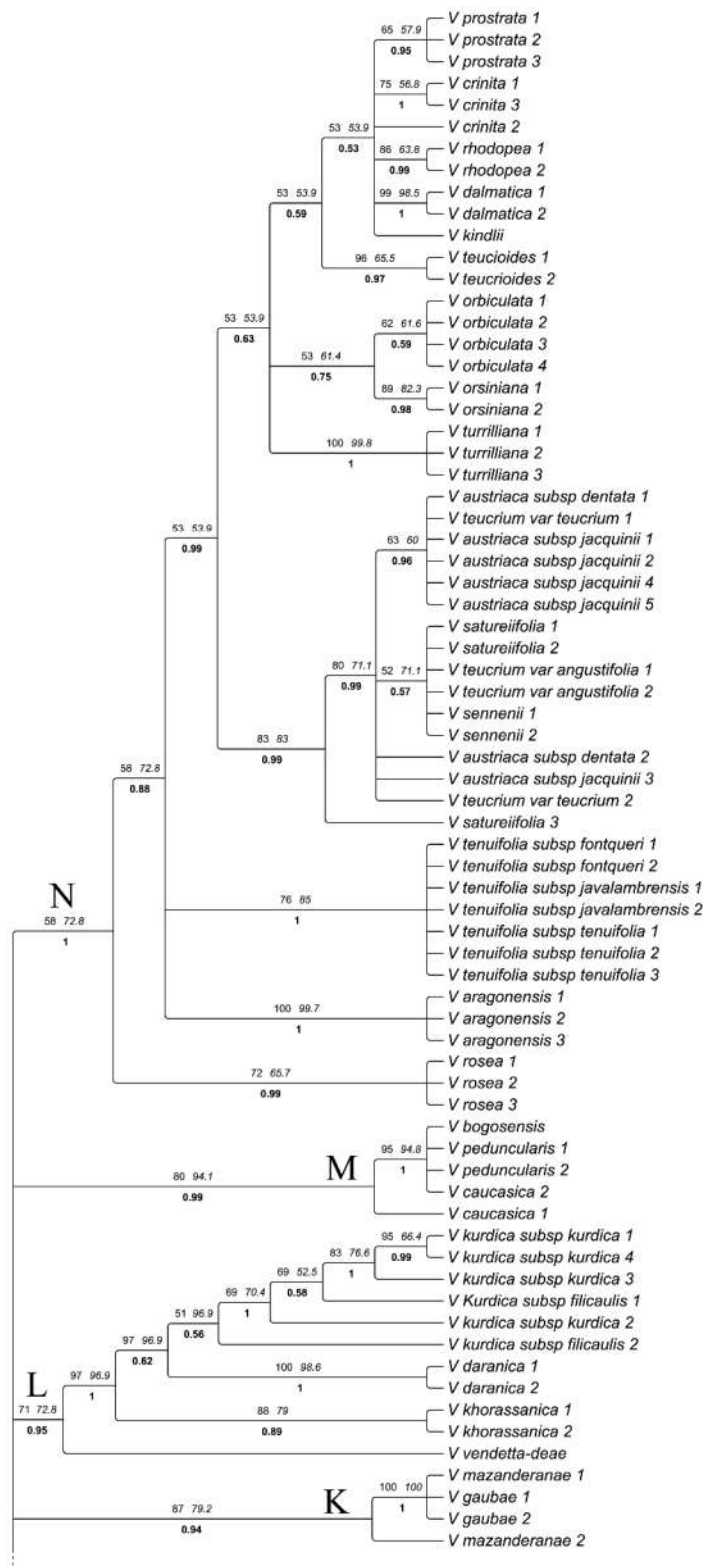 V prostrata 1
65 57.9
V prostrata 2
0.95
V prostrata 3
75 56.8
V crinita 1
1
V crinita 3
53 53.9
V crinita 2
0.53
86 63.8
V rhodopea 1
0.99
V rhodopea 2
53 53.9
99 98.5
V dalmatica 1
0.59
1
V dalmatica 2
V kindlii
96 65.5
V teucioides 1
0.97
V teucrioides 2
V orbiculata 1
53 53.9
62 61.6
V orbiculata 2
0.63
0.59
V orbiculata 3
53 61.4
V orbiculata 4
0.75
89 82.3
V orsiniana 1
0.98
V orsiniana 2
V turrilliana 1
100 99.8
V turrilliana 2
1
V turrilliana 3
V austriaca subsp dentata 1
V teucrium var teucrium 1
53 53.9
63 60
V austriaca subsp jacquinii 1
0.99
0.96
V austriaca subsp jacquinii 2
V austriaca subsp jacquinii 4
V austriaca subsp jacquinii 5
V satureiifolia 1
V satureiifolia 2
80 71.1
52 71.1
V teucrium var angustifolia 1
0.99
0.57
V teucrium var angustifolia 2
V sennenii 1
V sennenii 2
83 83
0.99
V austriaca subsp dentata 2
58 72.8
V austriaca subsp jacquinii 3
0.88
V teucrium var teucrium 2
V satureiifolia 3
V tenuifolia subsp fontqueri 1
V tenuifolia subsp fontqueri 2
N
76 85
V tenuifolia subsp javalambrensis 1
1
V tenuifolia subsp javalambrensis 2
58 72.8
V tenuifolia subsp tenuifolia 1
1
V tenuifolia subsp tenuifolia 2
V tenuifolia subsp tenuifolia 3
V aragonensis 1
100 99.7
V aragonensis 2
1
V aragonensis 3
V rosea 1
72 65.7
V rosea 2
0.99
V rosea 3
V bogosensis
95 94.8
V peduncularis 1
M
1
V peduncularis 2
80 94.1
V caucasica 2
0.99
V caucasica 1
95 66.4
V kurdica subsp kurdica 1
83 76.6
0.99
V kurdica subsp kurdica 4
69 52.5
1
V kurdica subsp kurdica 3
69 70.4
0.58
V Kurdica subsp filicaulis 1
51 96.9
1
V kurdica subsp kurdica 2
97 96.9
0.56
V kurdica subsp filicaulis 2
0.62
100 98.6
V daranica 1
97 96.9
1
V daranica 2
L
1
88 79
V khorassanica 1
71 72.8
0.89
V khorassanica 2
0.95
V vendetta-deae
V mazanderanae 1
100 100
V gaubae 1
K
1
87 79.2
V gaubae 2
0.94
V mazanderanae 2